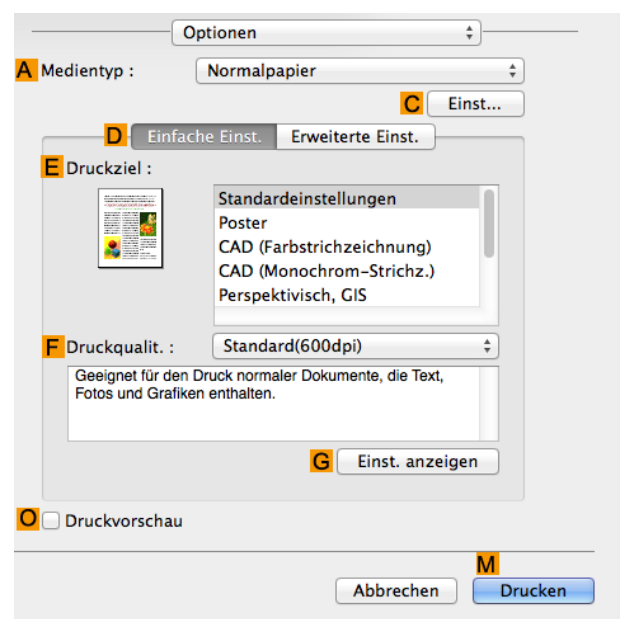 Optionen
A Medientyp : Normalpapier
C Einst...
D Einfache Einst. Erweiterte Einst.
E Druckziel :
Standardeinstellungen
Poster
CAD (Farbstrichzeichnung)
CAD (Monochrom-Strichz.)
Perspektivisch, GIS
F Druckqualit. : Standard(600dpi)
Geeignet für den Druck normaler Dokumente, die Text,
Fotos und Grafiken enthalten.
G Einst. anzeigen
O Druckvorschau
M
Abbrechen Drucken